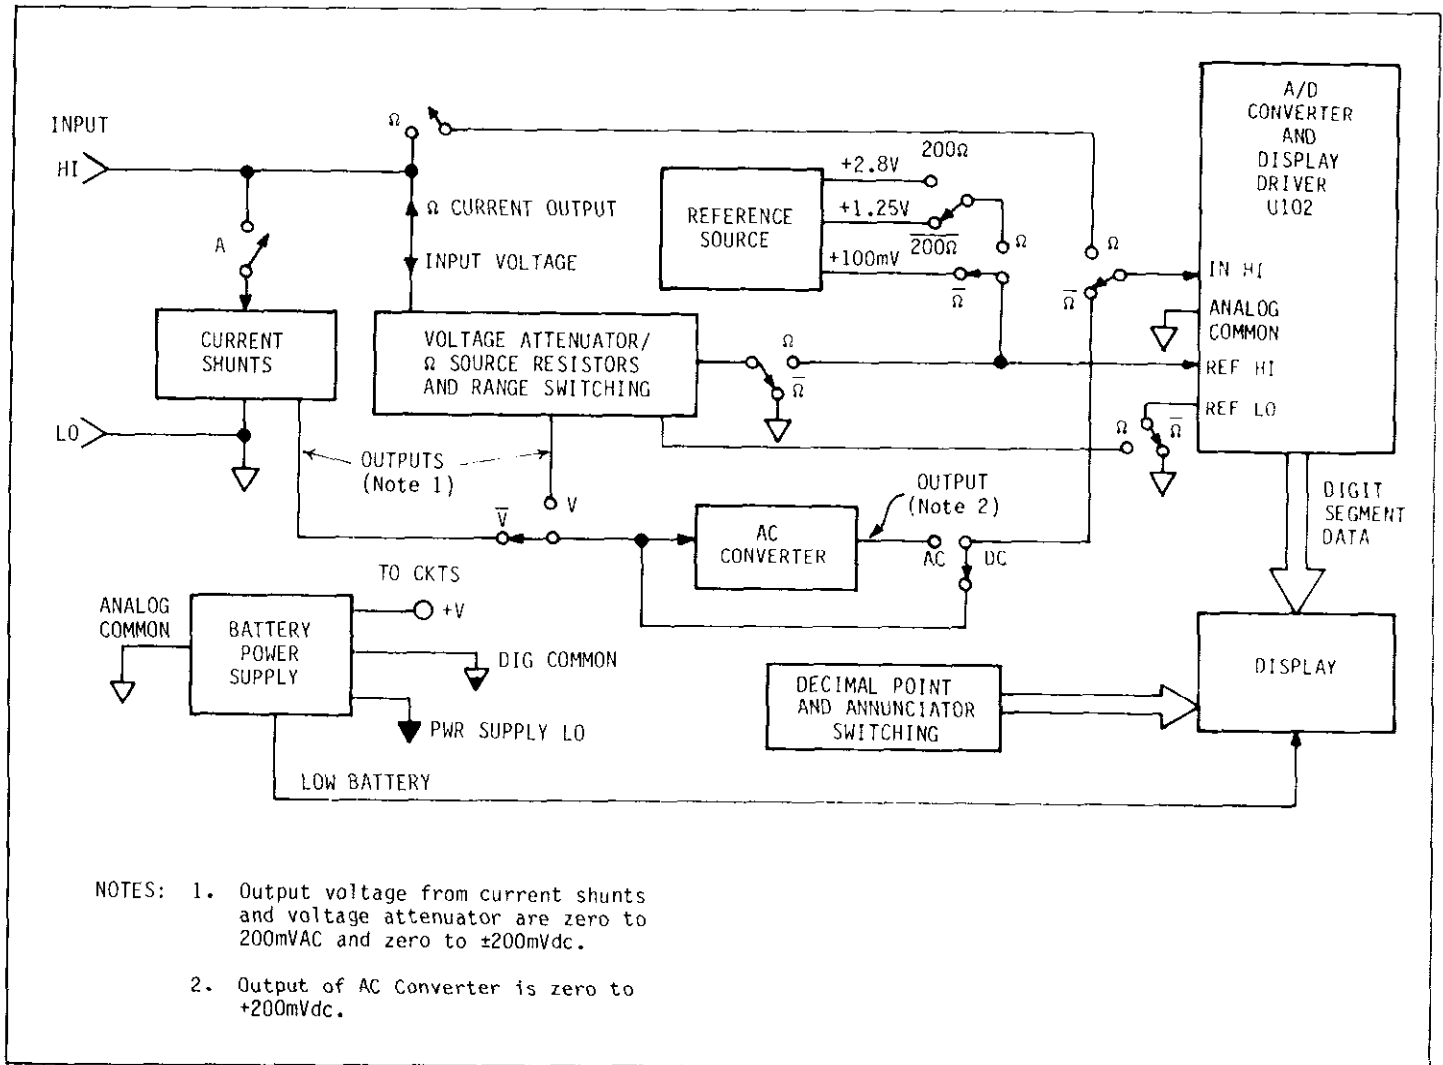 INPUT
HI
Ω
A
Ω CURRENT OUTPUT
INPUT VOLTAGE
CURRENT
SHUNTS
LO
VOLTAGE ATTENUATOR/
Ω SOURCE RESISTORS
AND RANGE SWITCHING
REFERENCE
SOURCE
+2.8V
+1.25V
+100mV
200Ω
2̅0̅0̅Ω̅
Ω
Ω̅
Ω
Ω̅
Ω
Ω̅
Ω
Ω̅
A/D
CONVERTER
AND
DISPLAY
DRIVER
U102
IN HI
ANALOG
COMMON
REF HI
REF LO
OUTPUTS
(Note 1)
V̅
V
AC
CONVERTER
OUTPUT
(Note 2)
AC
DC
DIGIT
SEGMENT
DATA
TO CKTS
+V
ANALOG
COMMON
BATTERY
POWER
SUPPLY
DIG COMMON
PWR SUPPLY LO
LOW BATTERY
DECIMAL POINT
AND ANNUNCIATOR
SWITCHING
DISPLAY
NOTES: 1. Output voltage from current shunts
and voltage attenuator are zero to
200mVAC and zero to ±200mVdc.
2. Output of AC Converter is zero to
+200mVdc.